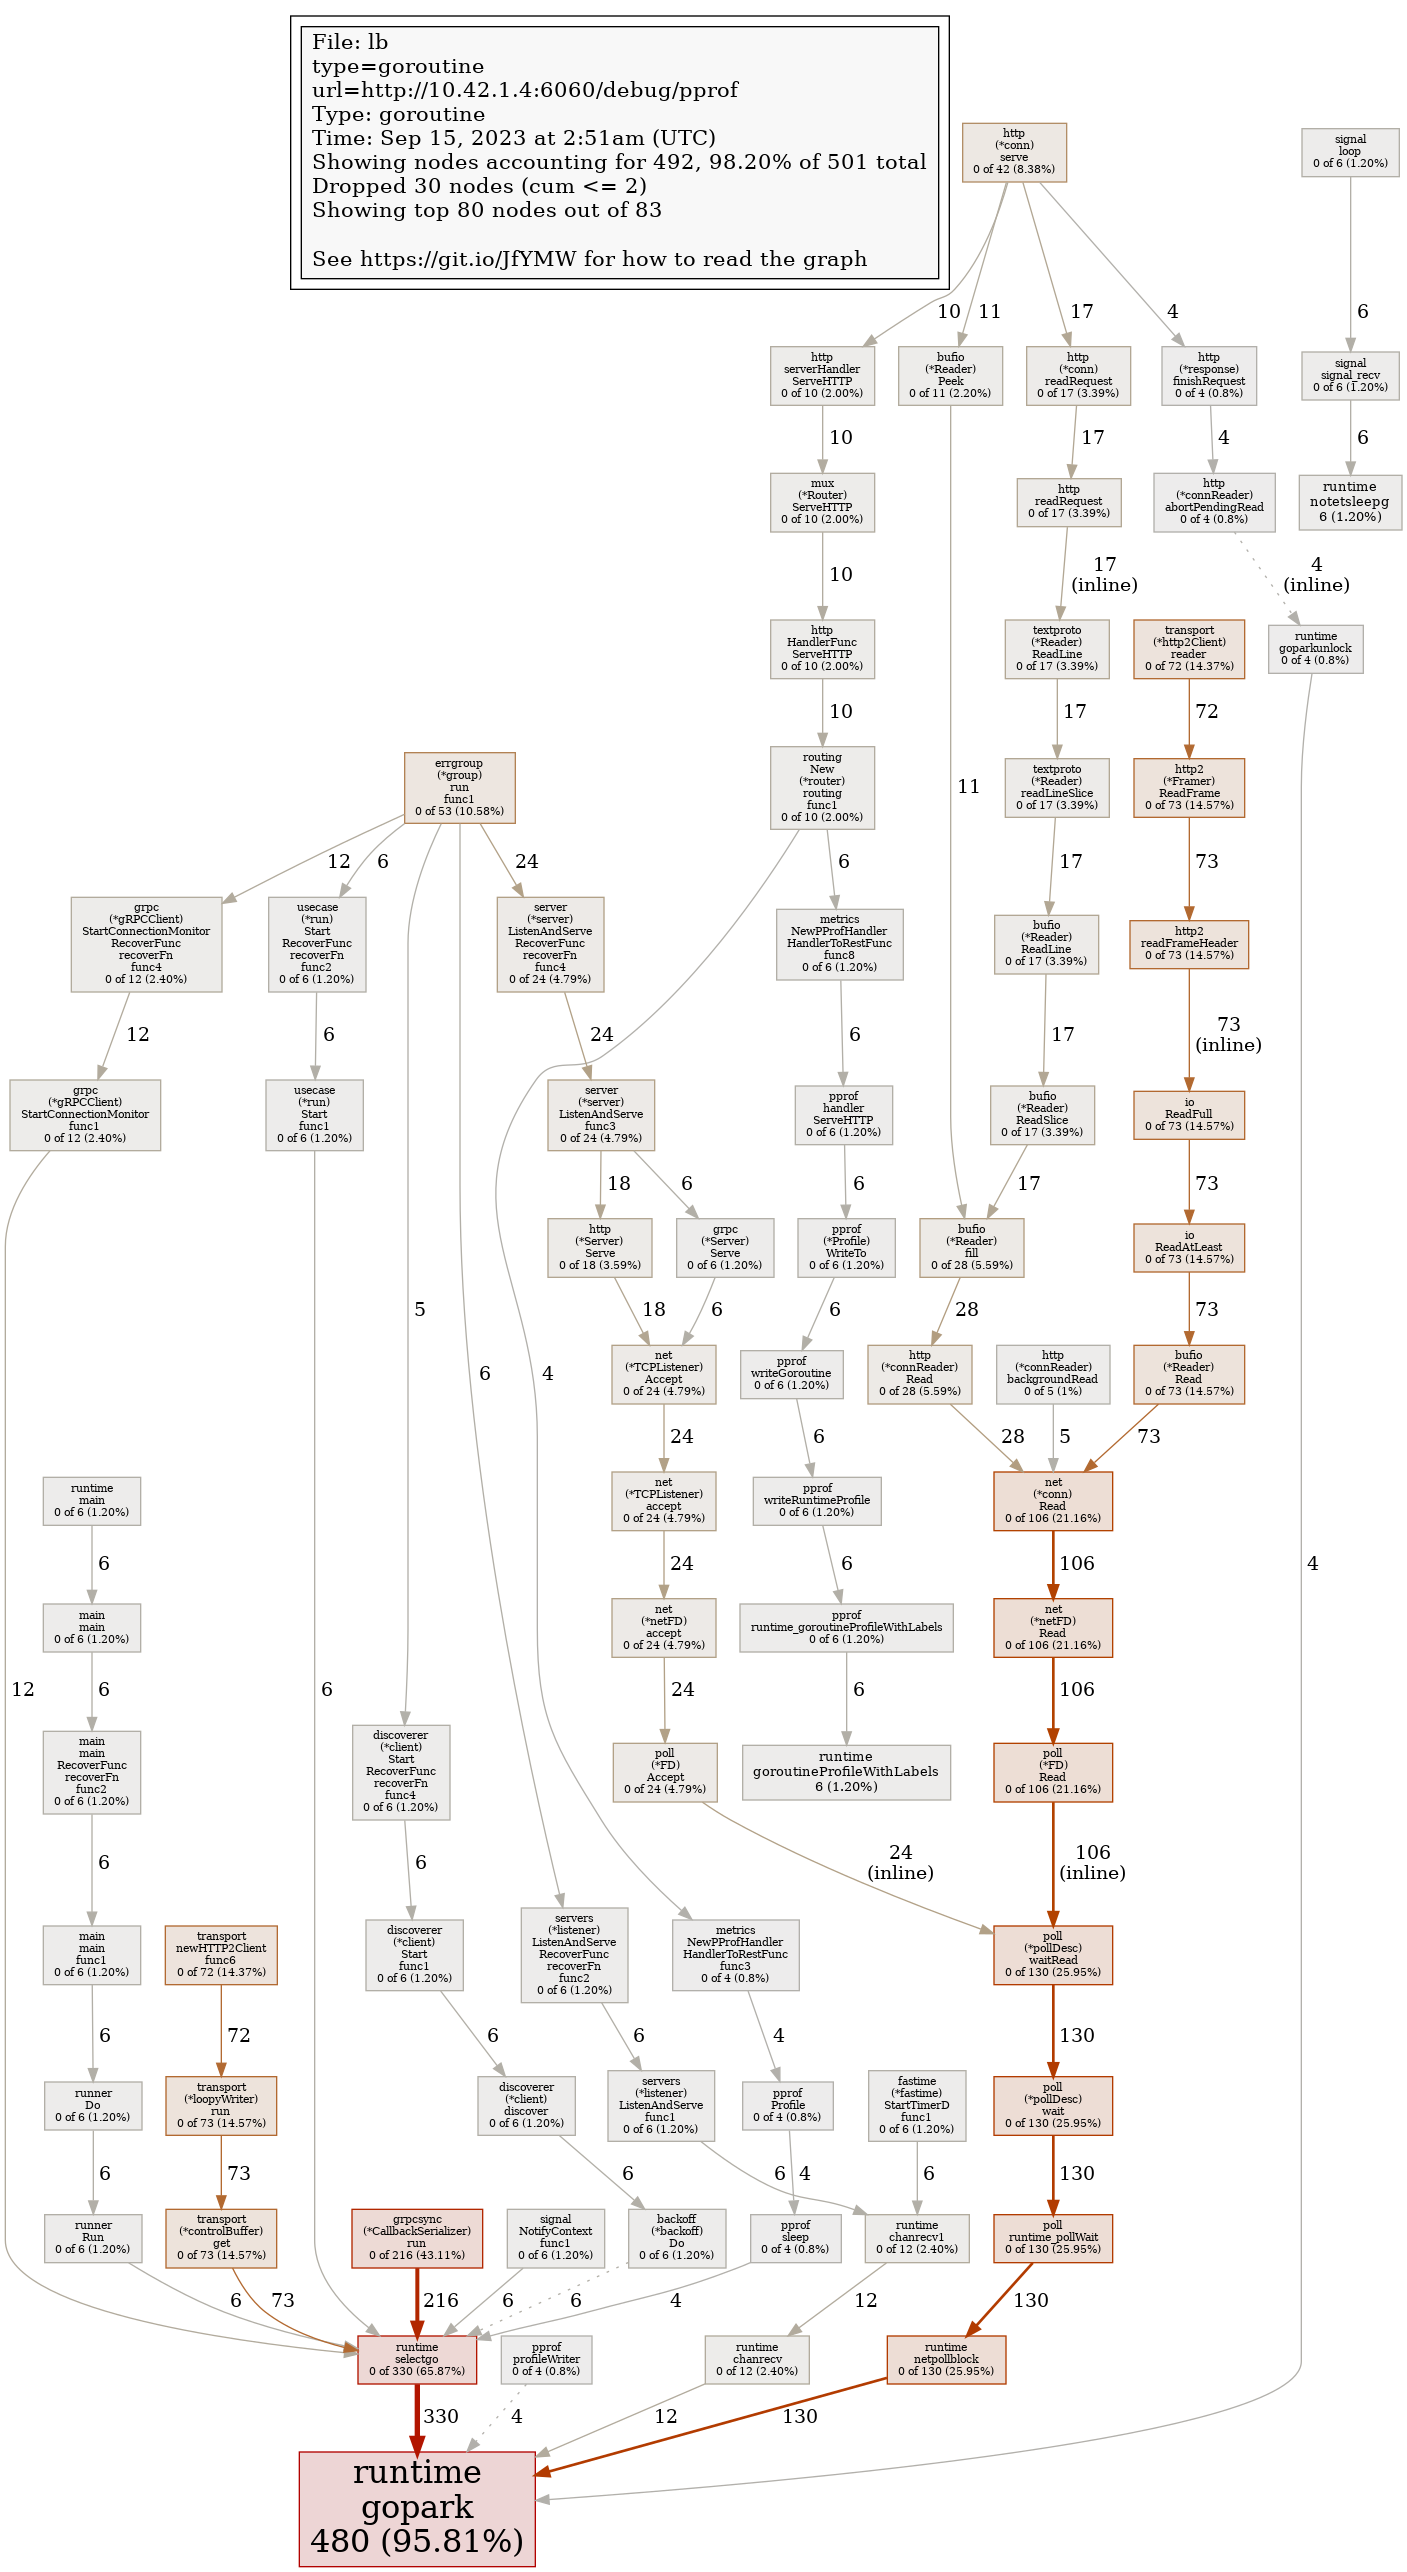 File: lb
type=goroutine
url=http://10.42.1.4:6060/debug/pprof
Type: goroutine
Time: Sep 15, 2023 at 2:51am (UTC)
Showing nodes accounting for 492, 98.20% of 501 total
Dropped 30 nodes (cum <= 2)
Showing top 80 nodes out of 83
See https://git.io/JfYMW for how to read the graph
http
(*conn)
serve
0 of 42 (8.38%)
signal
loop
0 of 6 (1.20%)
10
11
17
4
6
http
serverHandler
ServeHTTP
0 of 10 (2.00%)
bufio
(*Reader)
Peek
0 of 11 (2.20%)
http
(*conn)
readRequest
0 of 17 (3.39%)
http
(*response)
finishRequest
0 of 4 (0.8%)
signal
signal_recv
0 of 6 (1.20%)
10
17
4
6
mux
(*Router)
ServeHTTP
0 of 10 (2.00%)
http
readRequest
0 of 17 (3.39%)
http
(*connReader)
abortPendingRead
0 of 4 (0.8%)
runtime
notetsleepg
6 (1.20%)
10
17
(inline)
4
(inline)
http
HandlerFunc
ServeHTTP
0 of 10 (2.00%)
textproto
(*Reader)
ReadLine
0 of 17 (3.39%)
transport
(*http2Client)
reader
0 of 72 (14.37%)
runtime
goparkunlock
0 of 4 (0.8%)
10
17
72
errgroup
(*group)
run
func1
0 of 53 (10.58%)
routing
New
(*router)
routing
func1
0 of 10 (2.00%)
textproto
(*Reader)
readLineSlice
0 of 17 (3.39%)
http2
(*Framer)
ReadFrame
0 of 73 (14.57%)
11
12
6
24
6
17
73
grpc
(*gRPCClient)
StartConnectionMonitor
RecoverFunc
recoverFn
func4
0 of 12 (2.40%)
usecase
(*run)
Start
RecoverFunc
recoverFn
func2
0 of 6 (1.20%)
server
(*server)
ListenAndServe
RecoverFunc
recoverFn
func4
0 of 24 (4.79%)
metrics
NewPProfHandler
HandlerToRestFunc
func8
0 of 6 (1.20%)
bufio
(*Reader)
ReadLine
0 of 17 (3.39%)
http2
readFrameHeader
0 of 73 (14.57%)
12
6
24
6
17
73
(inline)
grpc
(*gRPCClient)
StartConnectionMonitor
func1
0 of 12 (2.40%)
usecase
(*run)
Start
func1
0 of 6 (1.20%)
server
(*server)
ListenAndServe
func3
0 of 24 (4.79%)
pprof
handler
ServeHTTP
0 of 6 (1.20%)
bufio
(*Reader)
ReadSlice
0 of 17 (3.39%)
io
ReadFull
0 of 73 (14.57%)
18
6
6
17
73
http
(*Server)
Serve
0 of 18 (3.59%)
grpc
(*Server)
Serve
0 of 6 (1.20%)
pprof
(*Profile)
WriteTo
0 of 6 (1.20%)
bufio
(*Reader)
fill
0 of 28 (5.59%)
io
ReadAtLeast
0 of 73 (14.57%)
5
18
6
6
28
73
6
4
net
(*TCPListener)
Accept
0 of 24 (4.79%)
pprof
writeGoroutine
0 of 6 (1.20%)
http
(*connReader)
Read
0 of 28 (5.59%)
http
(*connReader)
backgroundRead
0 of 5 (1%)
bufio
(*Reader)
Read
0 of 73 (14.57%)
24
6
28
5
73
runtime
main
0 of 6 (1.20%)
net
(*TCPListener)
accept
0 of 24 (4.79%)
pprof
writeRuntimeProfile
0 of 6 (1.20%)
net
(*conn)
Read
0 of 106 (21.16%)
6
24
6
106
4
main
main
0 of 6 (1.20%)
net
(*netFD)
accept
0 of 24 (4.79%)
pprof
runtime_goroutineProfileWithLabels
0 of 6 (1.20%)
net
(*netFD)
Read
0 of 106 (21.16%)
12
6
6
24
6
106
main
main
RecoverFunc
recoverFn
func2
0 of 6 (1.20%)
discoverer
(*client)
Start
RecoverFunc
recoverFn
func4
0 of 6 (1.20%)
poll
(*FD)
Accept
0 of 24 (4.79%)
runtime
goroutineProfileWithLabels
6 (1.20%)
poll
(*FD)
Read
0 of 106 (21.16%)
6
6
24
(inline)
106
(inline)
main
main
func1
0 of 6 (1.20%)
transport
newHTTP2Client
func6
0 of 72 (14.37%)
discoverer
(*client)
Start
func1
0 of 6 (1.20%)
servers
(*listener)
ListenAndServe
RecoverFunc
recoverFn
func2
0 of 6 (1.20%)
metrics
NewPProfHandler
HandlerToRestFunc
func3
0 of 4 (0.8%)
poll
(*pollDesc)
waitRead
0 of 130 (25.95%)
6
72
6
6
4
130
runner
Do
0 of 6 (1.20%)
transport
(*loopyWriter)
run
0 of 73 (14.57%)
discoverer
(*client)
discover
0 of 6 (1.20%)
servers
(*listener)
ListenAndServe
func1
0 of 6 (1.20%)
pprof
Profile
0 of 4 (0.8%)
fastime
(*fastime)
StartTimerD
func1
0 of 6 (1.20%)
poll
(*pollDesc)
wait
0 of 130 (25.95%)
6
73
6
6
4
6
130
runner
Run
0 of 6 (1.20%)
transport
(*controlBuffer)
get
0 of 73 (14.57%)
grpcsync
(*CallbackSerializer)
run
0 of 216 (43.11%)
signal
NotifyContext
func1
0 of 6 (1.20%)
backoff
(*backoff)
Do
0 of 6 (1.20%)
pprof
sleep
0 of 4 (0.8%)
runtime
chanrecv1
0 of 12 (2.40%)
poll
runtime_pollWait
0 of 130 (25.95%)
6
73
216
6
6
4
12
130
runtime
selectgo
0 of 330 (65.87%)
pprof
profileWriter
0 of 4 (0.8%)
runtime
chanrecv
0 of 12 (2.40%)
runtime
netpollblock
0 of 130 (25.95%)
330
4
12
130
runtime
gopark
480 (95.81%)